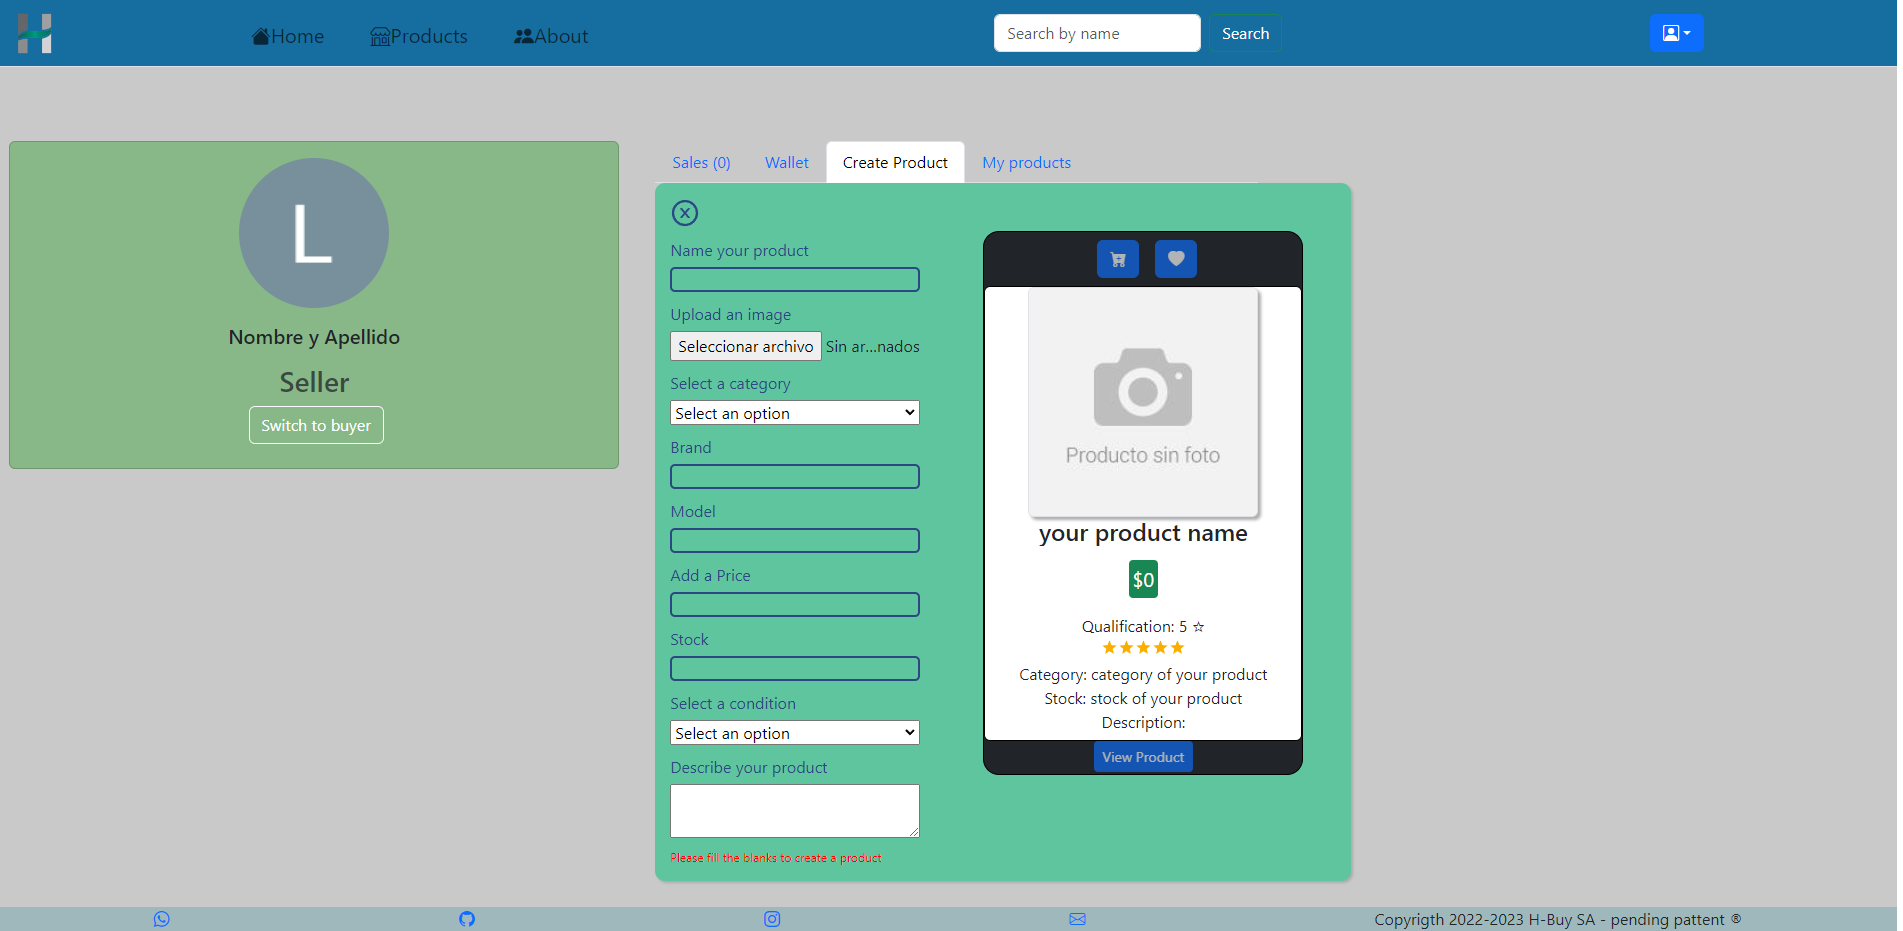 H
Home
Products
About
Search by name
Search
L
Nombre y Apellido
Seller
Switch to buyer
Sales (0)
Wallet
Create Product
My products
Name your product
Upload an image
Seleccionar archivo Sin ar...nados
Select a category
Select an option
Brand
Model
Add a Price
Stock
Select a condition
Select an option
Describe your product
Please fill the blanks to create a product
Producto sin foto
your product name
$0
Qualification: 5 ☆
Category: category of your product
Stock: stock of your product
Description:
View Product
Copyrigth 2022-2023 H-Buy SA - pending pattent ®